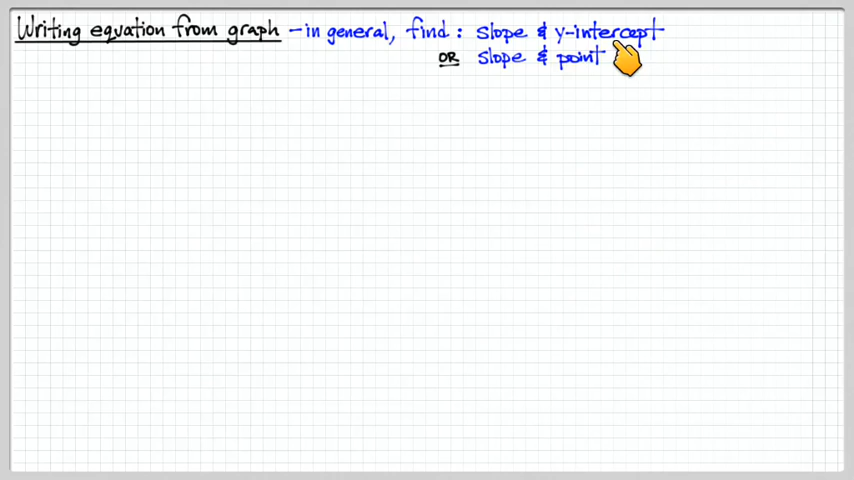 Writing equation from graph - in general, find : slope & y-intercept
OR slope & point